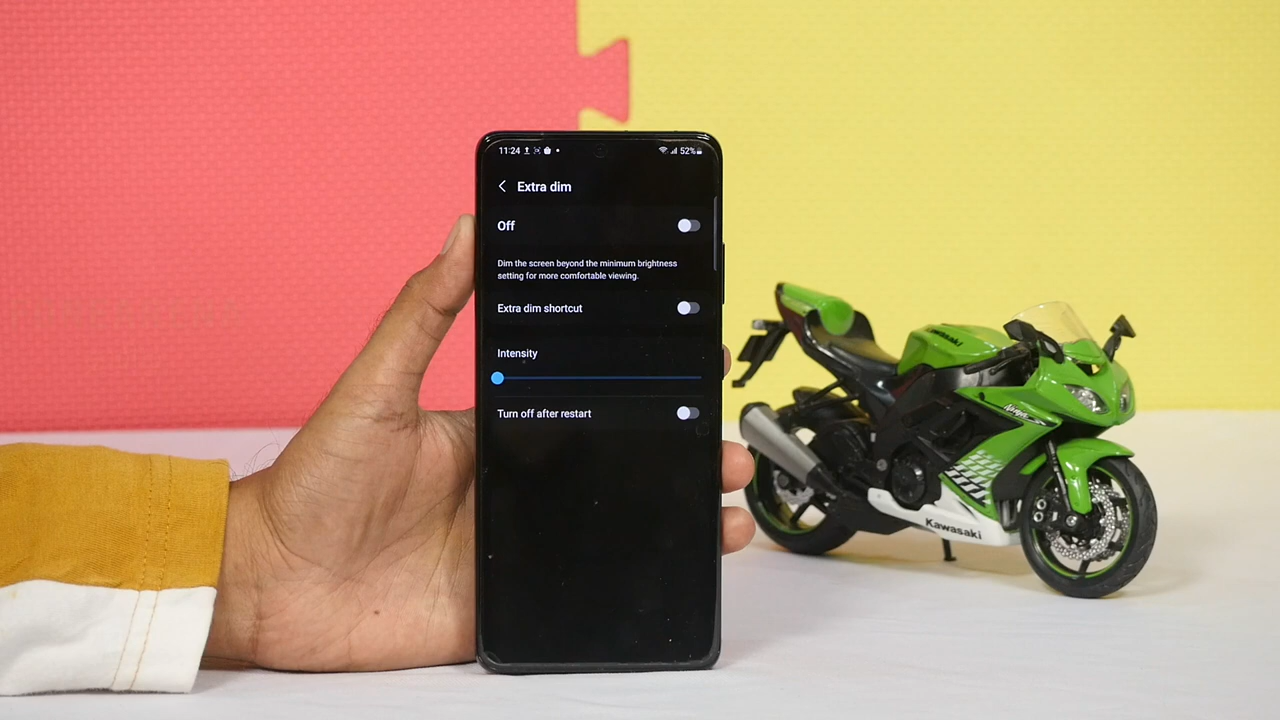 11:24
52%
Extra dim
Off
Dim the screen beyond the minimum brightness
setting for more comfortable viewing.
Extra dim shortcut
Intensity
Turn off after restart
Kawasaki
Ninja
Kawasaki